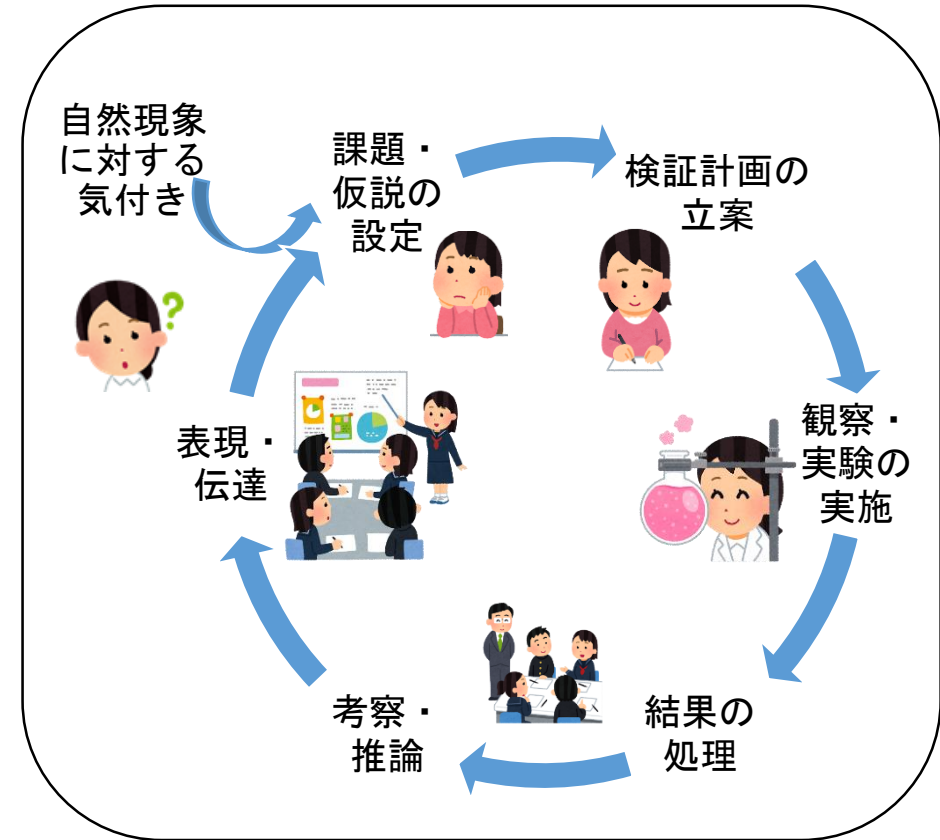 自然現象
に対する
気付き
課題・
仮説の
設定
検証計画の
立案
観察・
実験の
実施
結果の
処理
考察・
推論
表現・
伝達
?